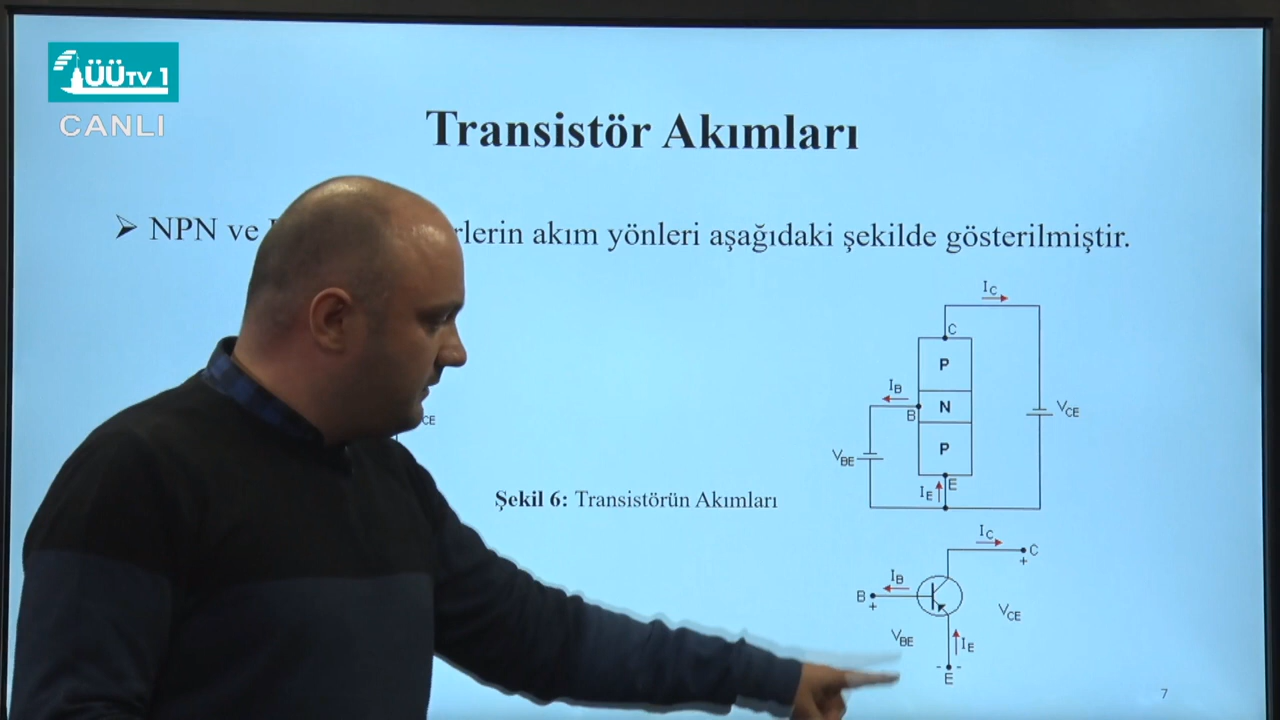 ÜÜTV 1
CANLI
Transistör Akımları
➤ NPN ve rlerin akım yönleri aşağıdaki şekilde gösterilmiştir.
IC
C
P
IB
B
N
VCE
P
VBE
IE
E
CE
Şekil 6: Transistörün Akımları
IC
C
+
IB
B
+
VCE
VBE
IE
- -
E
7